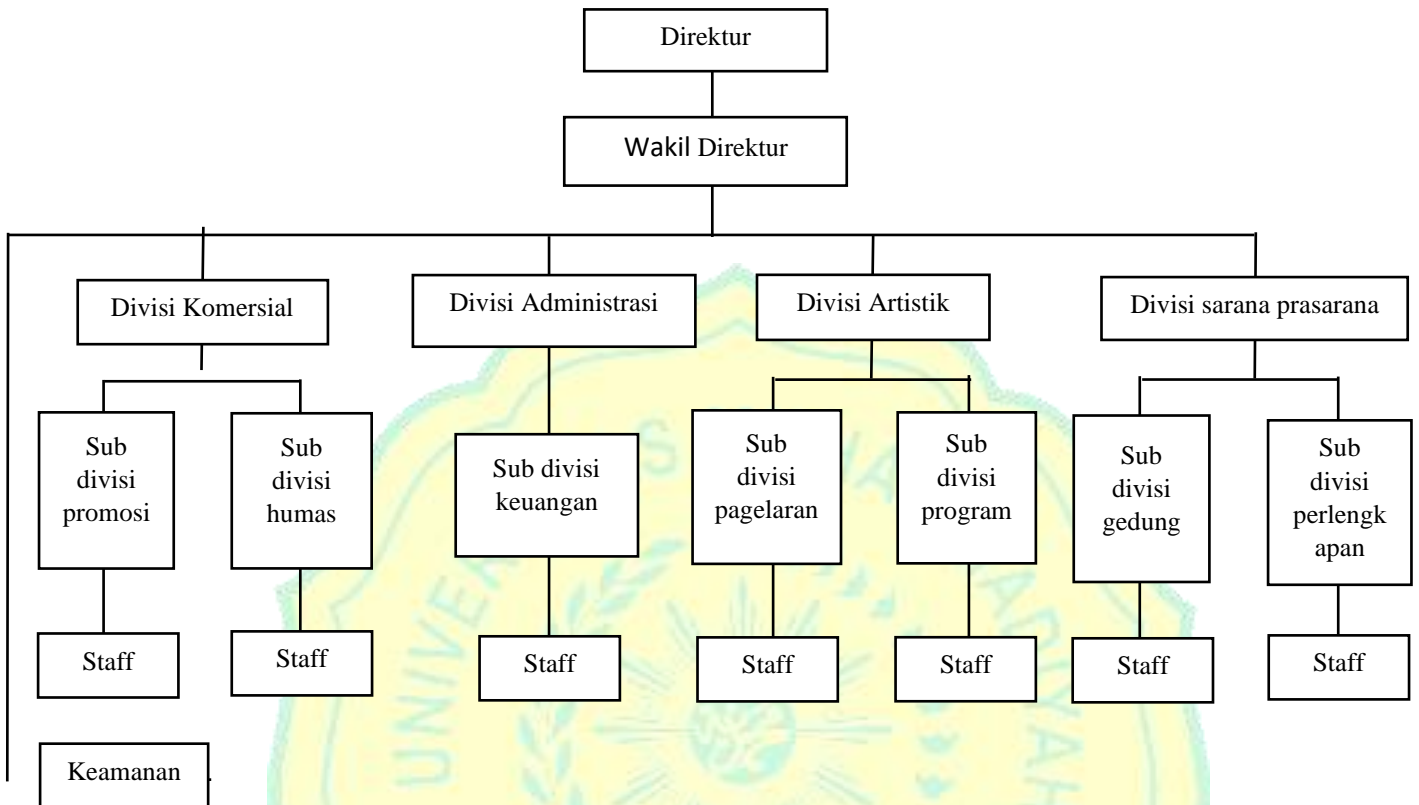 Direktur
Wakil Direktur
Divisi Komersial
Divisi Administrasi
Divisi Artistik
Divisi sarana prasarana
Sub
divisi
promosi
Sub
divisi
humas
Sub divisi
keuangan
Sub
divisi
pagelaran
Sub
divisi
program
Sub
divisi
gedung
Sub
divisi
perlengk
apan
Staff
Staff
Staff
Staff
Staff
Staff
Staff
Keamanan